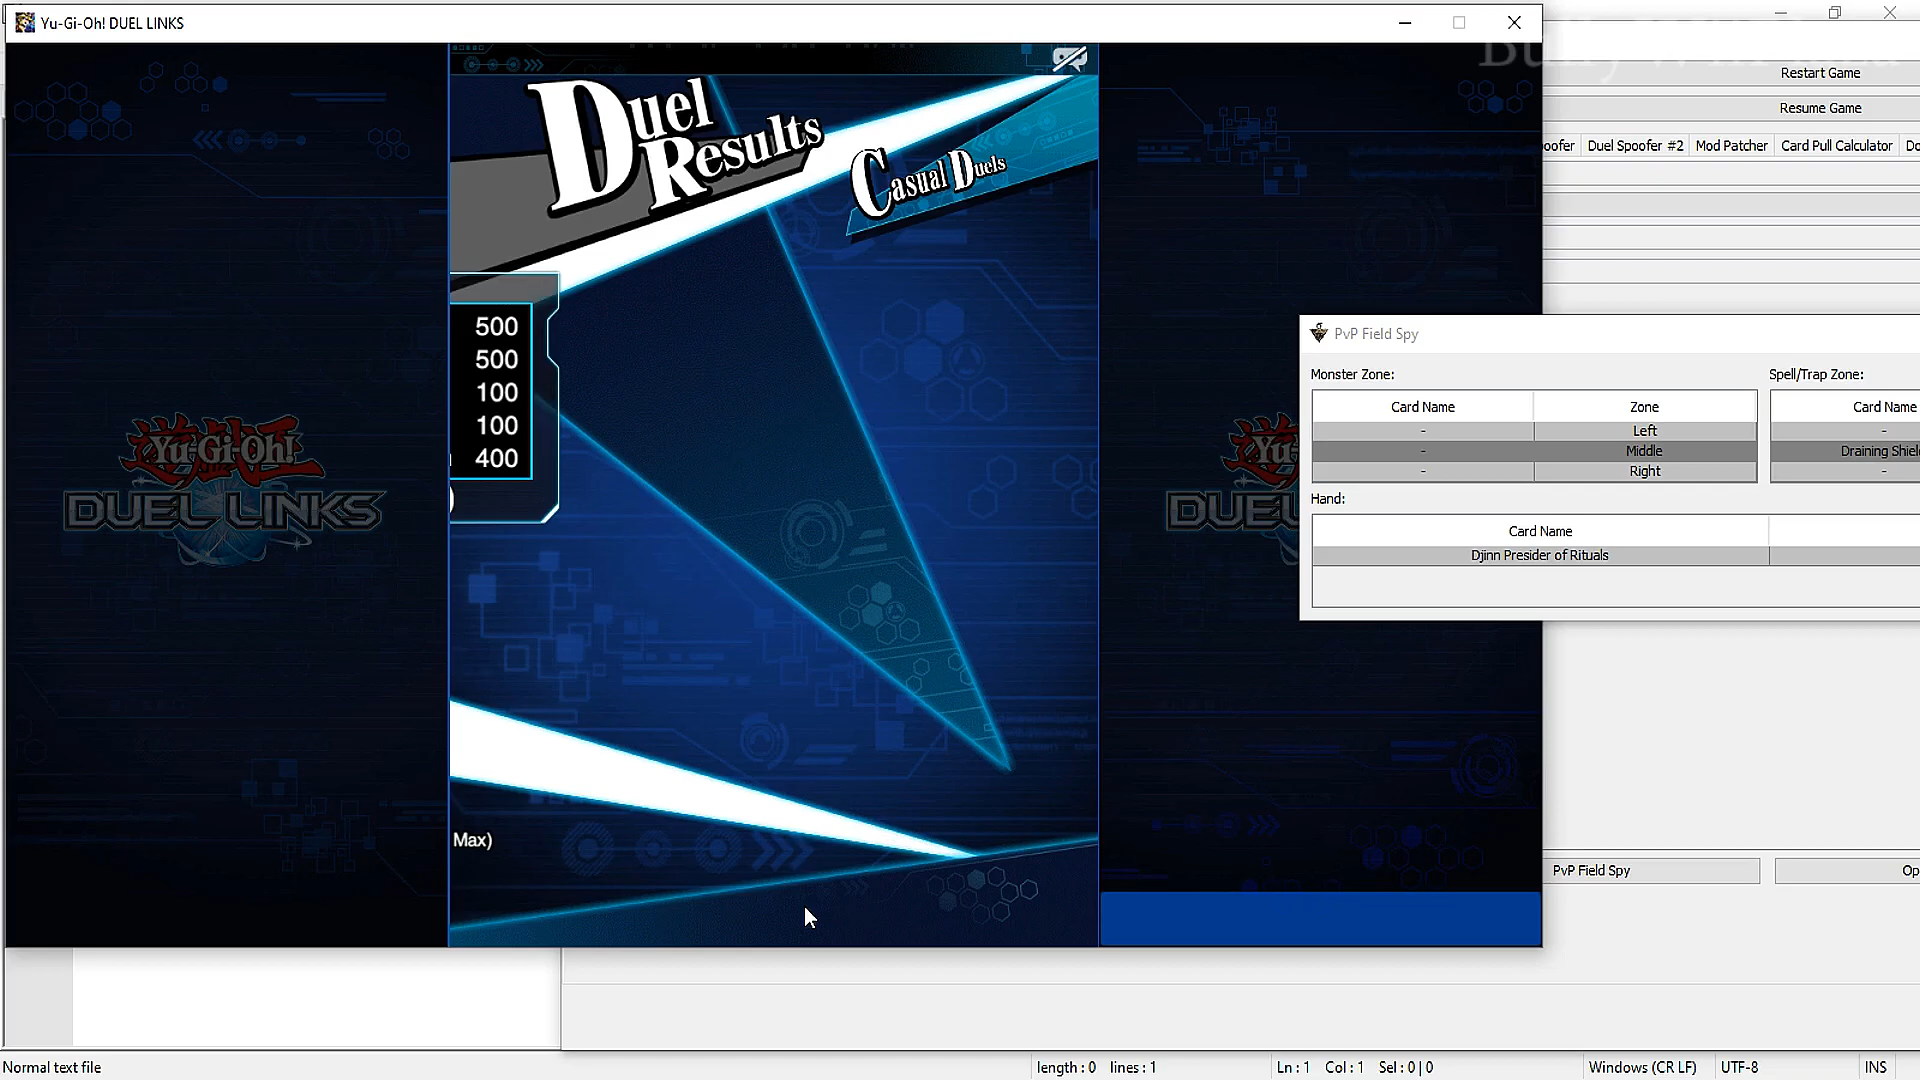 Yu-Gi-Oh! DUEL LINKS
Restart Game
Resume Game
Duel Spoofer #2
Mod Patcher
Card Pull Calculator
Duel Results
Casual Duels
500
500
100
100
400
Yu-Gi-Oh!
DUEL LINKS
PvP Field Spy
Monster Zone:
Spell/Trap Zone:
Card Name
Zone
Card Name
-
Left
-
-
Middle
Draining Shiel
-
Right
-
Hand:
Card Name
Djinn Presider of Rituals
Max)
PvP Field Spy
Op
Normal text file
length : 0 lines : 1
Ln : 1 Col : 1 Sel : 0 | 0
Windows (CR LF)
UTF-8
INS